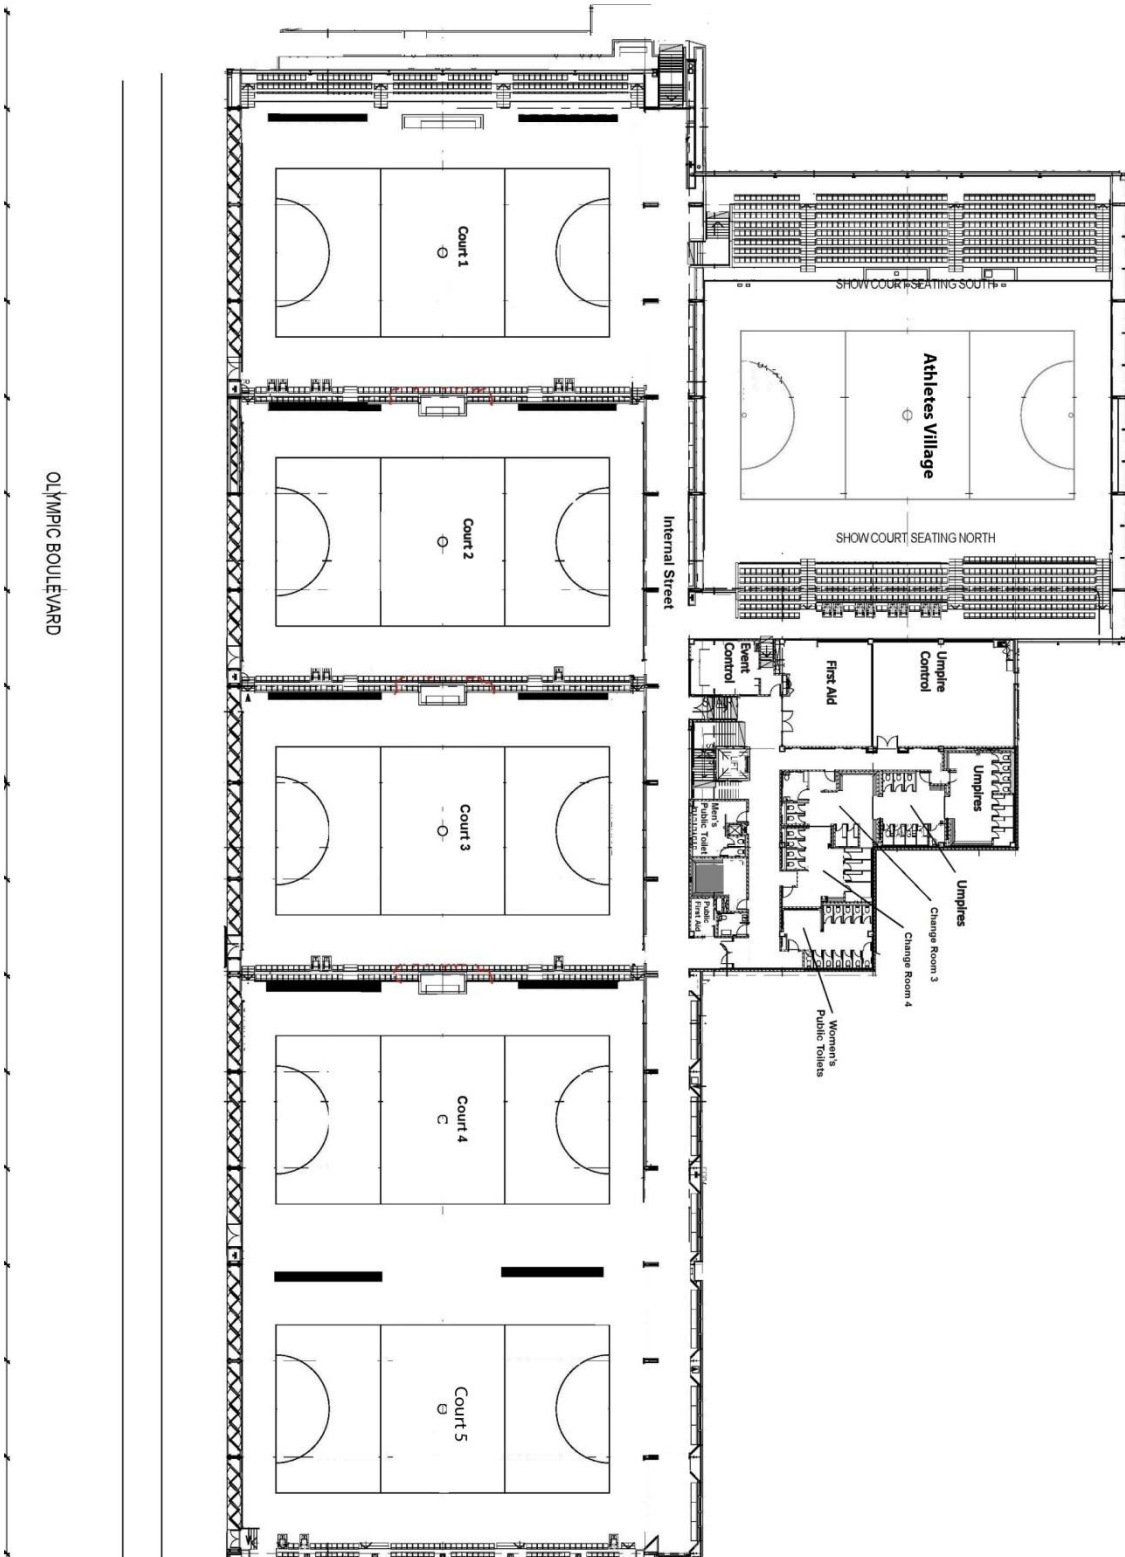 OLYMPIC BOULEVARD
Court 1
Court 2
Court 3
Court 4
Court 5
Internal Street
SHOW COURT SEATING SOUTH
Athletes Village
SHOW COURT SEATING NORTH
Event
Control
First Aid
Umpire
Control
LIFT
Umpires
Men's
Public Toilet
Public
First Aid
Umpires
Change Room 3
Change Room 4
Women's
Public Toilets